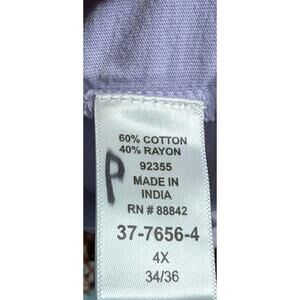 60% COTTON
40% RAYON
92355
P
MADE IN
INDIA
RN # 88842
37-7656-4
4X
34/36